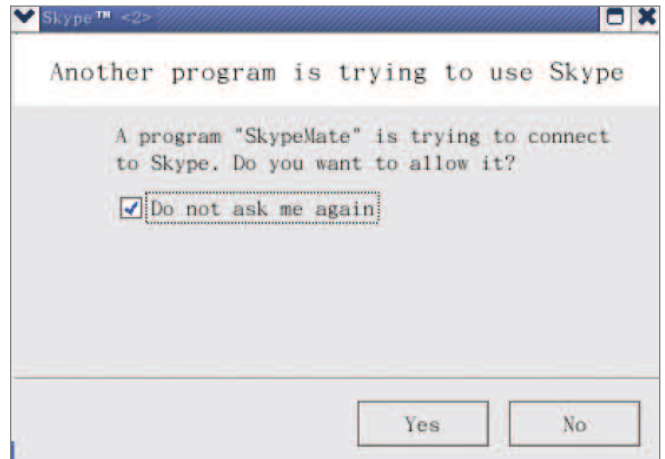 Skype™ <2>
Another program is trying to use Skype
A program "SkypeMate" is trying to connect
to Skype. Do you want to allow it?
Do not ask me again
Yes
No